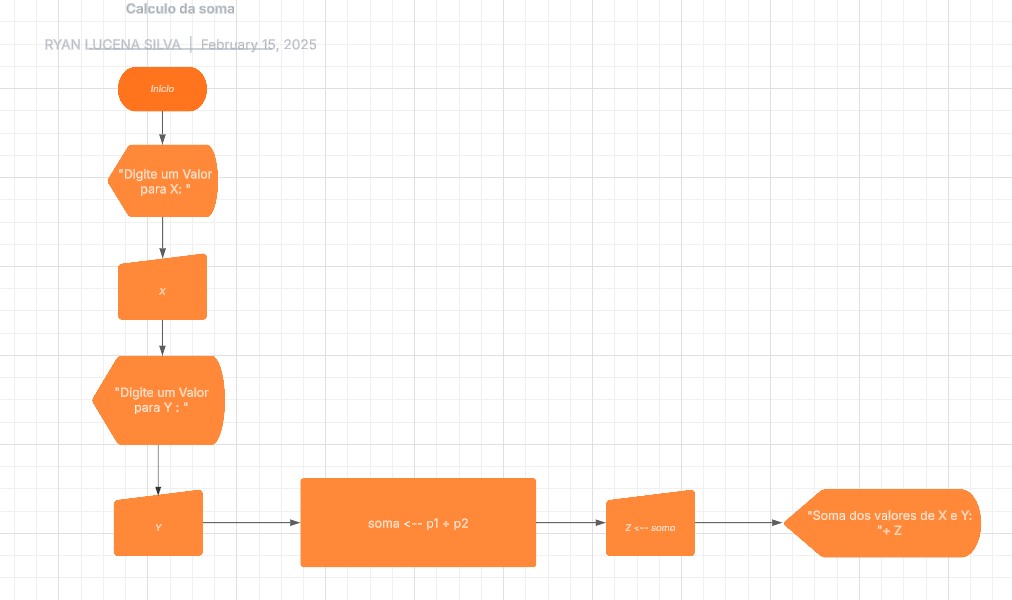 Calculo da soma
RYAN LUCENA SILVA | February 15, 2025
Inicio
"Digite um Valor
para X: "
X
"Digite um Valor
para Y : "
Y
soma <-- p1 + p2
Z <-- soma
"Soma dos valores de X e Y:
"+ Z